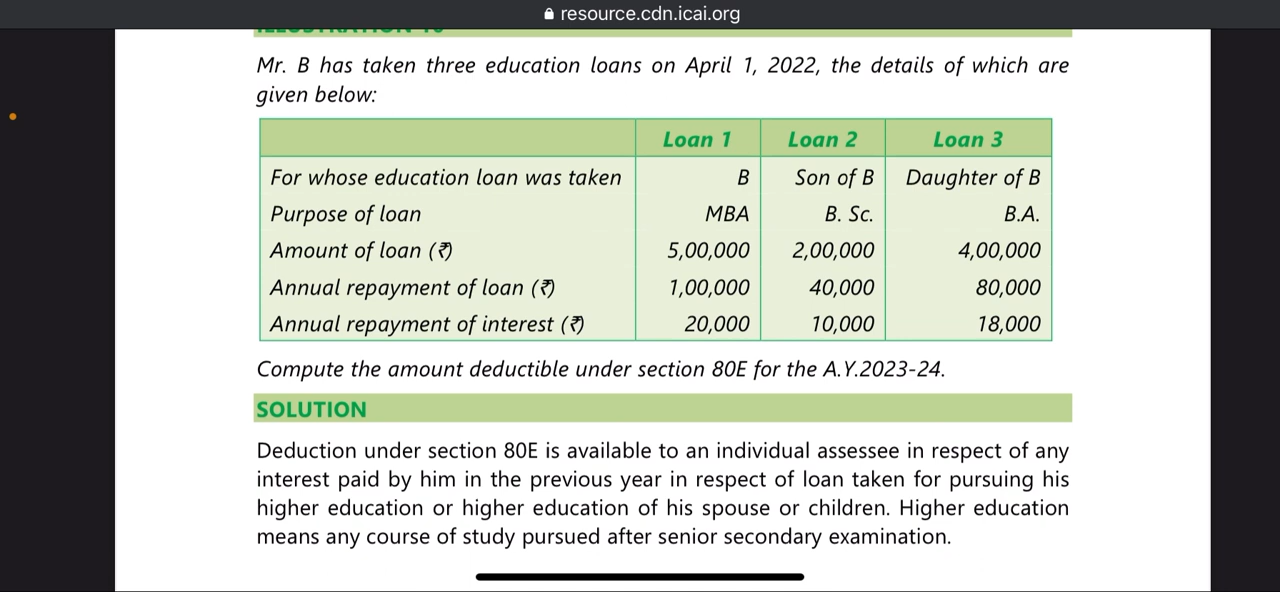 resource.cdn.icai.org
Mr. B has taken three education loans on April 1, 2022, the details of which are
given below:
Loan 1 Loan 2 Loan 3
For whose education loan was taken B Son of B Daughter of B
Purpose of loan MBA B. Sc. B.A.
Amount of loan (₹) 5,00,000 2,00,000 4,00,000
Annual repayment of loan (₹) 1,00,000 40,000 80,000
Annual repayment of interest (₹) 20,000 10,000 18,000
Compute the amount deductible under section 80E for the A.Y.2023-24.
SOLUTION
Deduction under section 80E is available to an individual assessee in respect of any
interest paid by him in the previous year in respect of loan taken for pursuing his
higher education or higher education of his spouse or children. Higher education
means any course of study pursued after senior secondary examination.